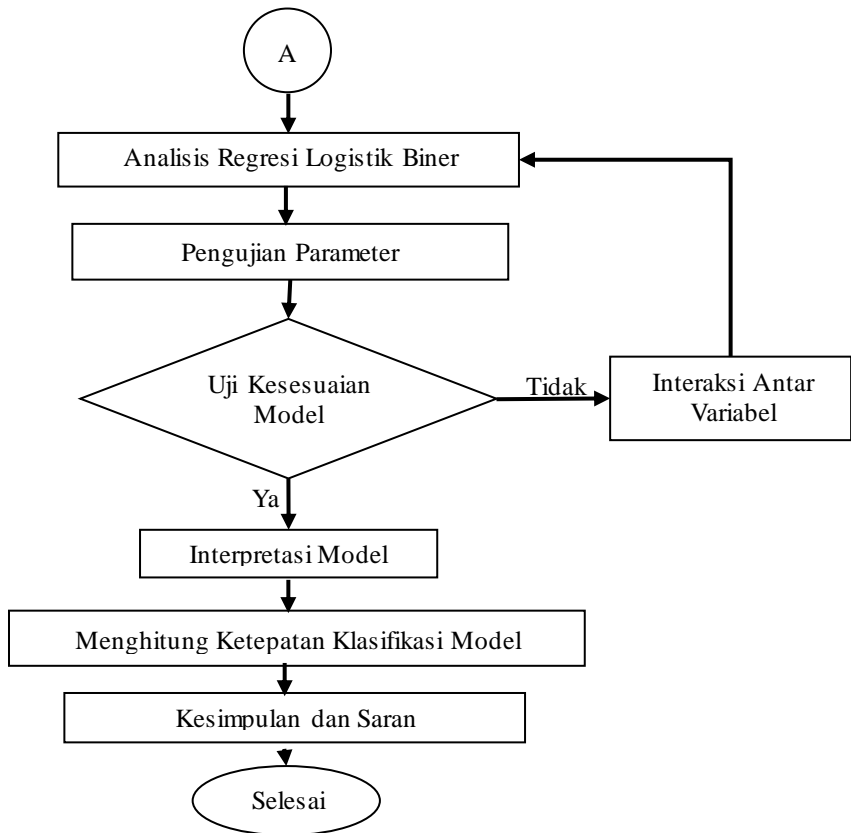 A
Analisis Regresi Logistik Biner
Pengujian Parameter
Uji Kesesuaian
Model
Tidak
Interaksi Antar
Variabel
Ya
Interpretasi Model
Menghitung Ketepatan Klasifikasi Model
Kesimpulan dan Saran
Selesai